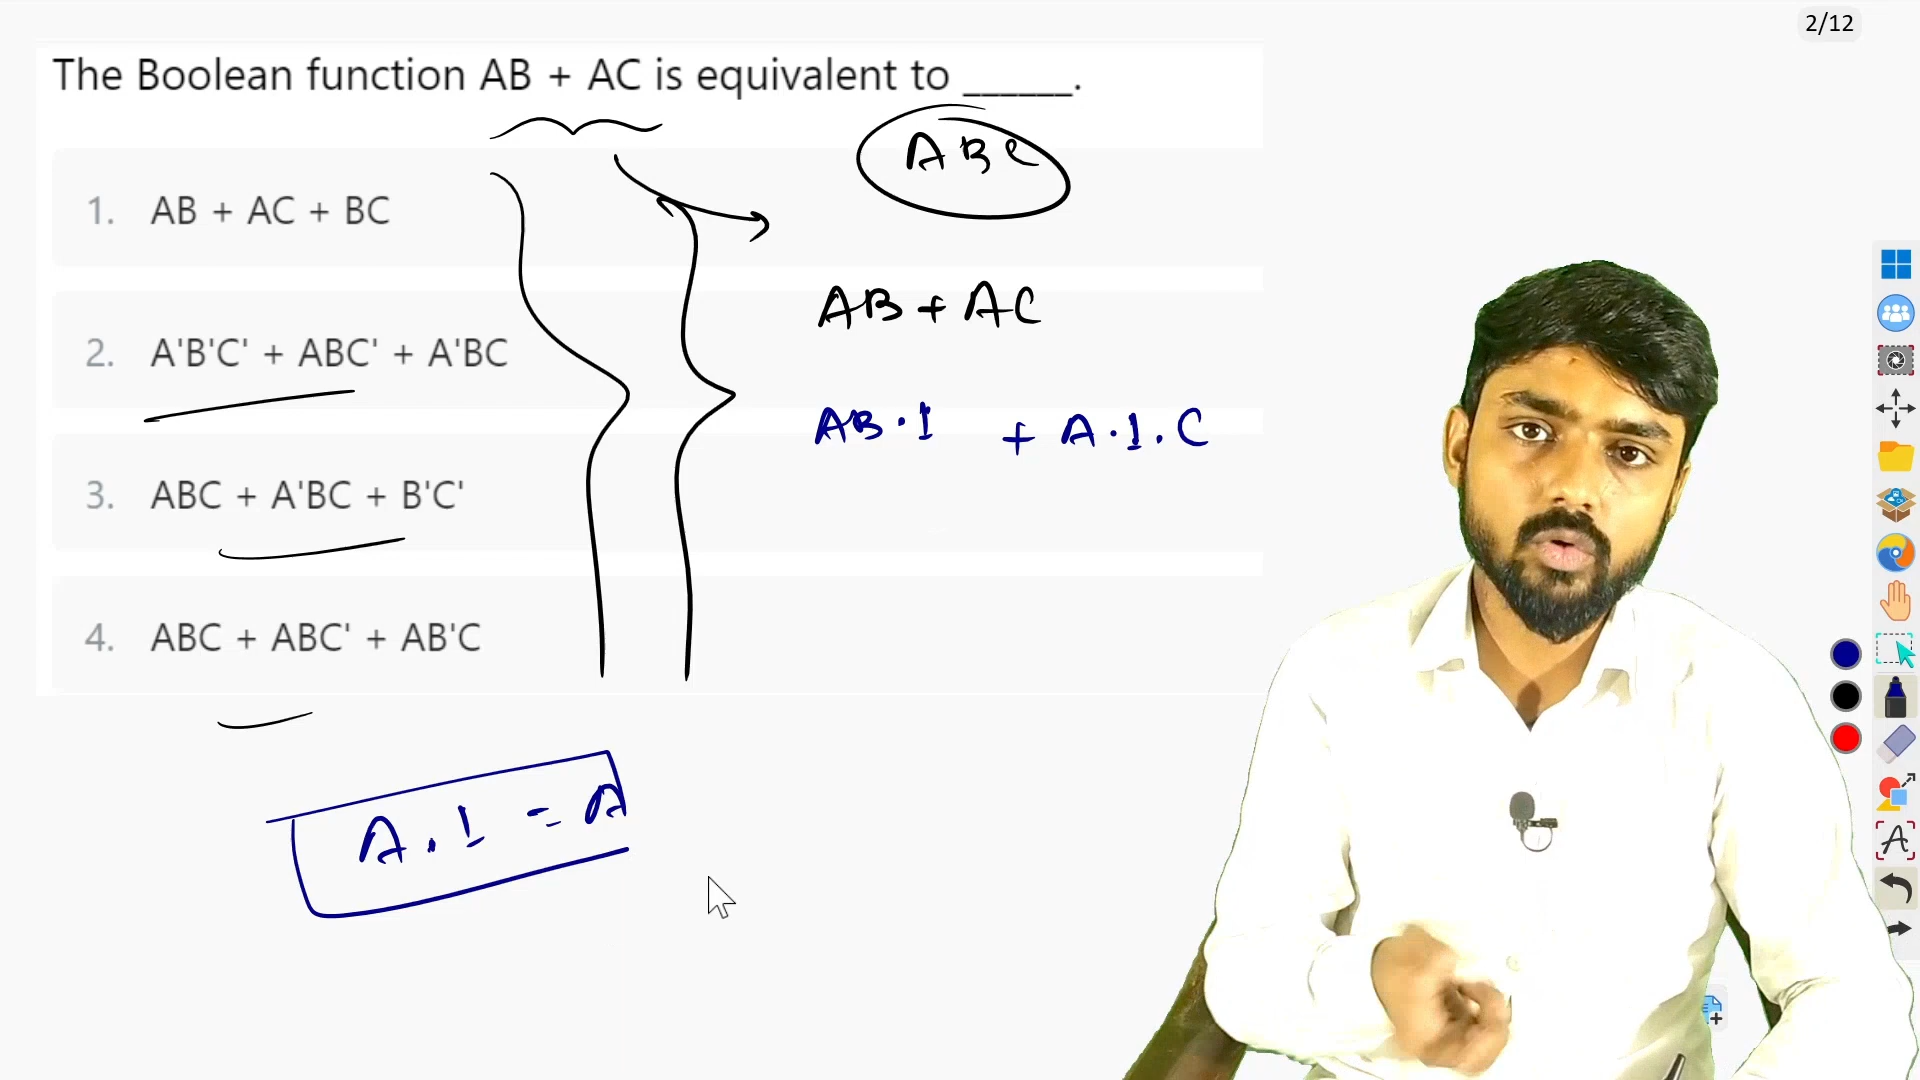 2/12
The Boolean function AB + AC is equivalent to ______.
ABC
1. AB + AC + BC
AB + AC
2. A'B'C' + ABC' + A'BC
AB · 1 + A · 1 · C
3. ABC + A'BC + B'C'
4. ABC + ABC' + AB'C
A . 1 = A